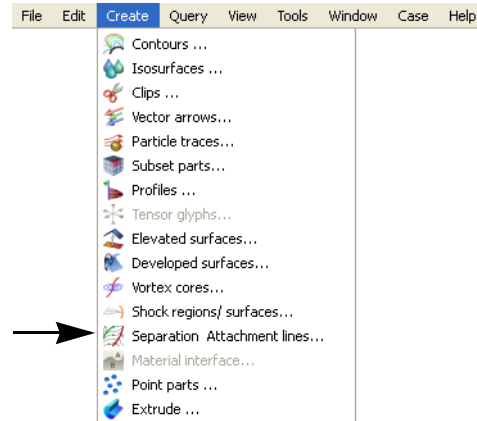 File Edit Create Query View Tools Window Case Help
Contours ...
Isosurfaces ...
Clips ...
Vector arrows...
Particle traces...
Subset parts...
Profiles ...
Tensor glyphs...
Elevated surfaces...
Developed surfaces...
Vortex cores...
Shock regions/ surfaces...
Separation Attachment lines...
A
B
Material interface...
Point parts ...
Extrude ...